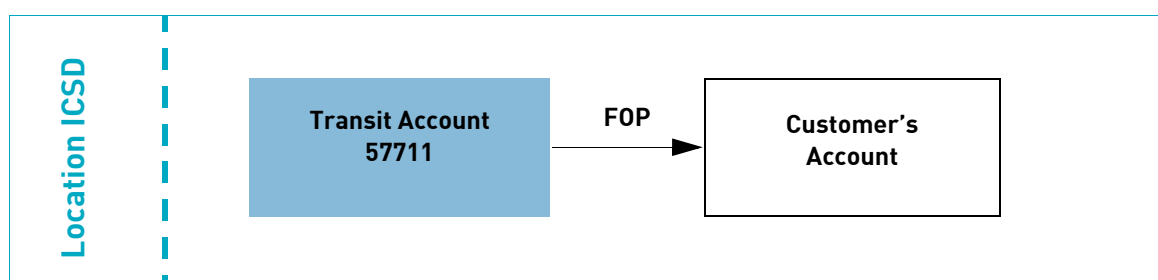 Location ICSD
Transit Account
57711
FOP
Customer's
Account